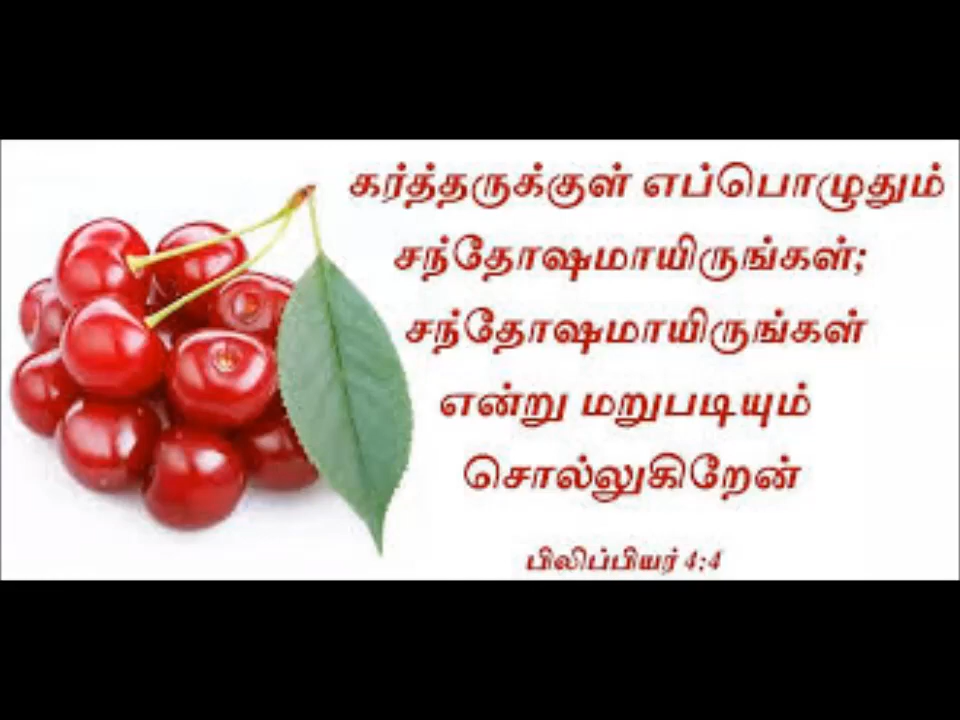 கர்த்தருக்குள் எப்பொழுதும்
சந்தோஷமாயிருங்கள்;
சந்தோஷமாயிருங்கள்
என்று மறுபடியும்
சொல்லுகிறேன்
பிலிப்பியர் 4:4